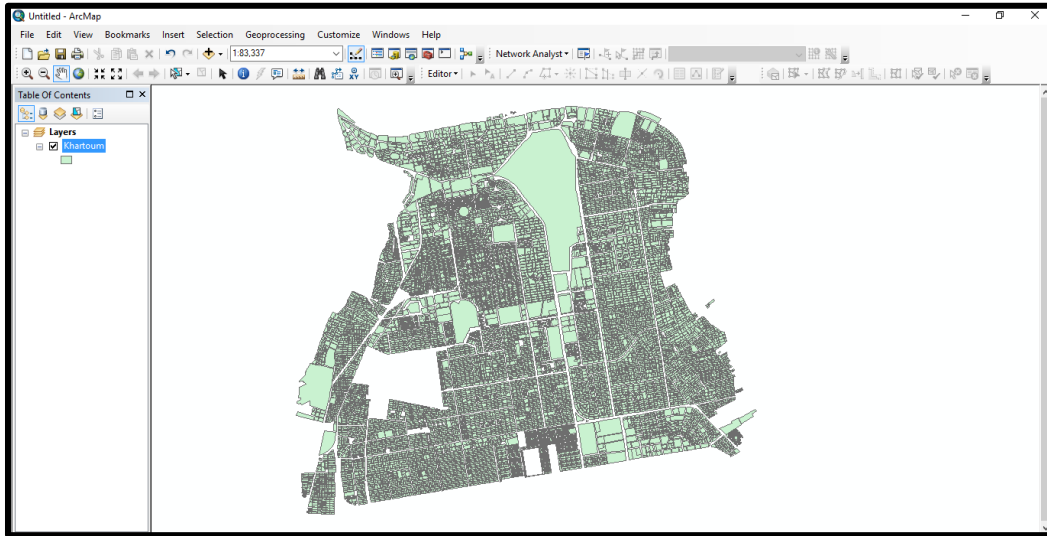 Untitled - ArcMap
File Edit View Bookmarks Insert Selection Geoprocessing Customize Windows Help
1:83,337 Network Analyst
Editor
Table Of Contents
Layers
Khartoum